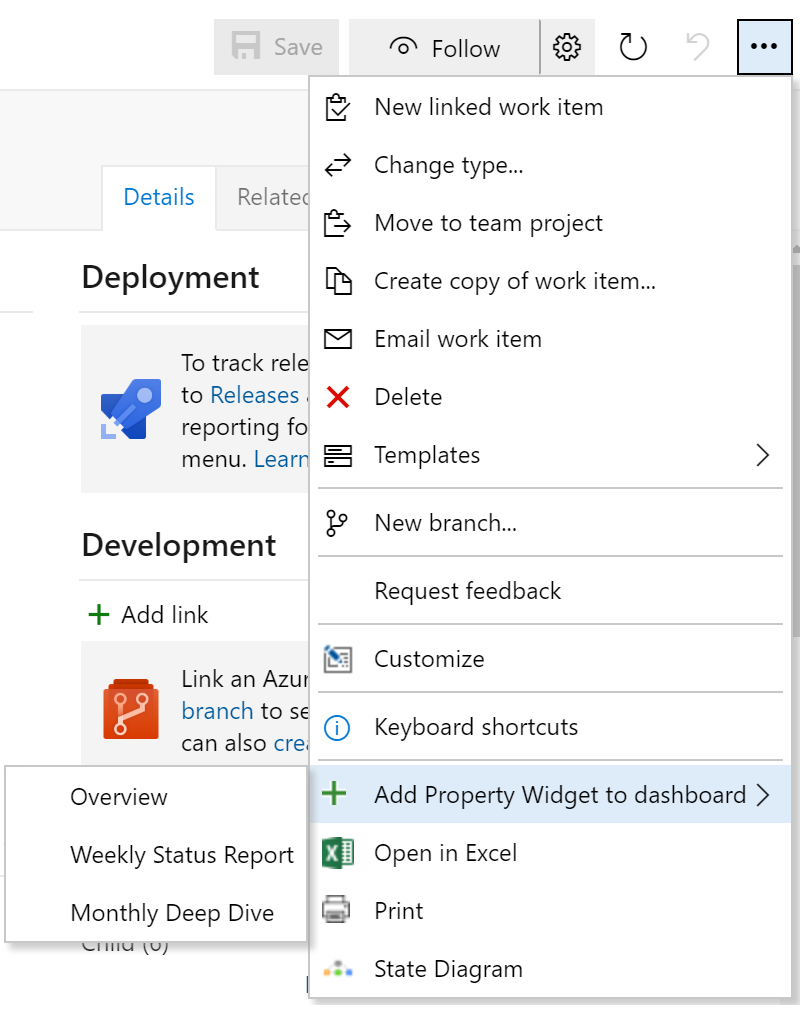 Save
Follow
New linked work item
Change type...
Move to team project
Create copy of work item...
Email work item
Delete
Templates
New branch...
Request feedback
Customize
Keyboard shortcuts
Add Property Widget to dashboard
Open in Excel
Print
State Diagram
Details
Related
Deployment
To track rele
to Releases
reporting fo
menu. Learn
Development
Add link
Link an Azur
branch to se
can also crea
Overview
Weekly Status Report
Monthly Deep Dive
Child (6)